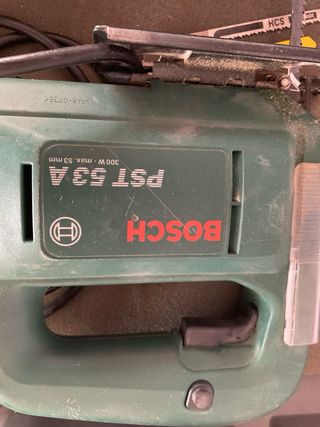 BOSCH
PST 53 A
300 W - max. 53 mm
HCS